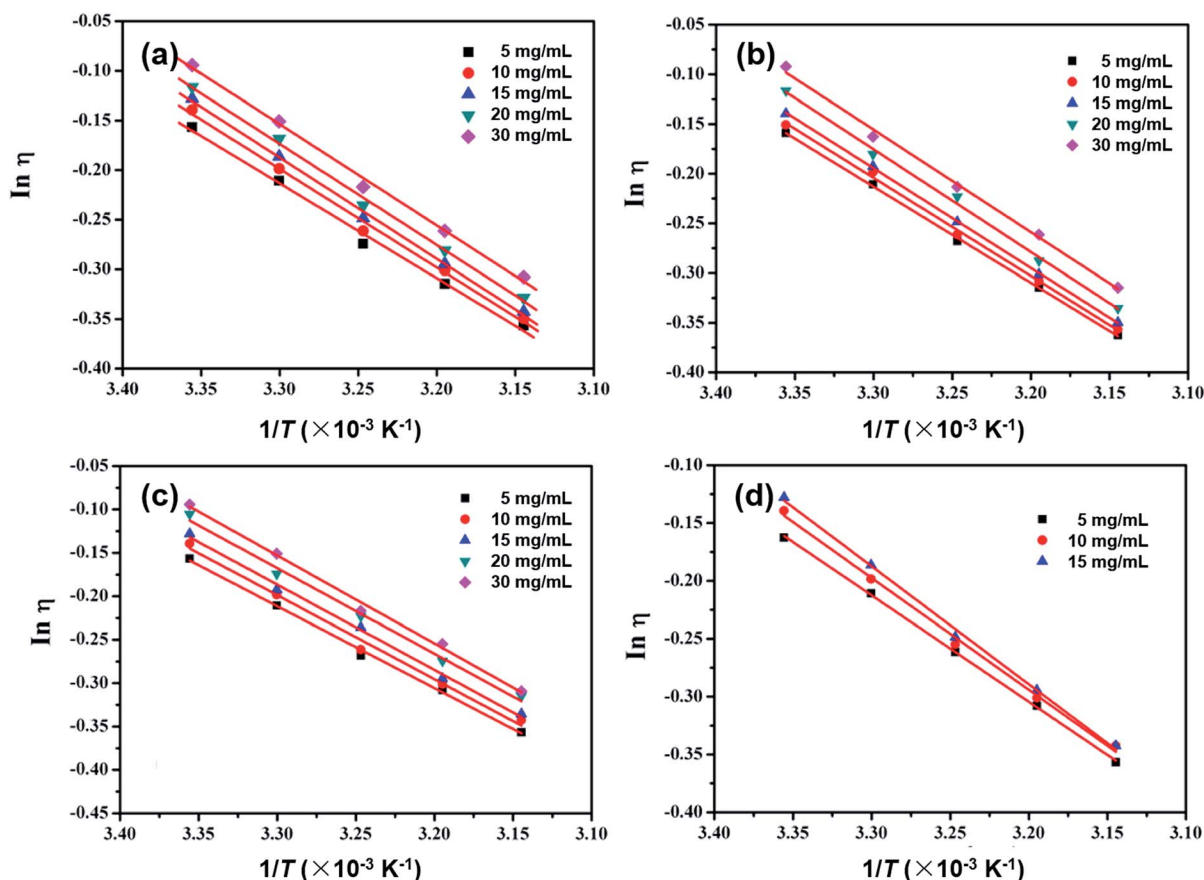 (a)
5 mg/mL
10 mg/mL
15 mg/mL
20 mg/mL
30 mg/mL
-0.05
-0.10
-0.15
-0.20
-0.25
-0.30
-0.35
-0.40
In η
3.40
3.35
3.30
3.25
3.20
3.15
3.10
1/T (×10⁻³ K⁻¹)
(b)
5 mg/mL
10 mg/mL
15 mg/mL
20 mg/mL
30 mg/mL
-0.05
-0.10
-0.15
-0.20
-0.25
-0.30
-0.35
-0.40
In η
3.40
3.35
3.30
3.25
3.20
3.15
3.10
1/T (×10⁻³ K⁻¹)
(c)
5 mg/mL
10 mg/mL
15 mg/mL
20 mg/mL
30 mg/mL
-0.05
-0.10
-0.15
-0.20
-0.25
-0.30
-0.35
-0.40
-0.45
In η
3.40
3.35
3.30
3.25
3.20
3.15
3.10
1/T (×10⁻³ K⁻¹)
(d)
5 mg/mL
10 mg/mL
15 mg/mL
-0.10
-0.15
-0.20
-0.25
-0.30
-0.35
-0.40
In η
3.40
3.35
3.30
3.25
3.20
3.15
3.10
1/T (×10⁻³ K⁻¹)